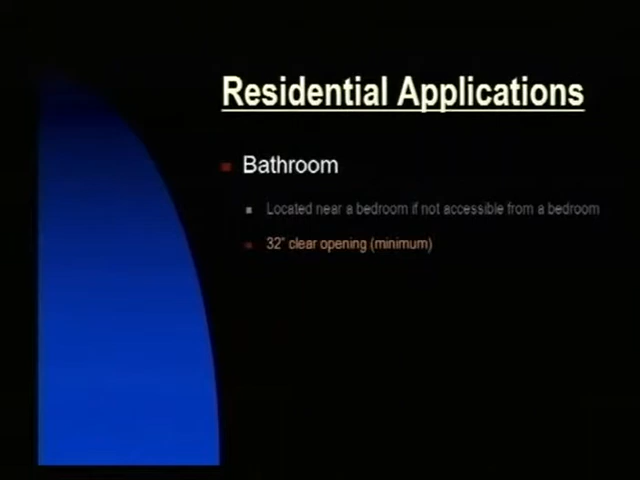 Residential Applications
Bathroom
Located near a bedroom if not accessible from a bedroom
32" clear opening (minimum)